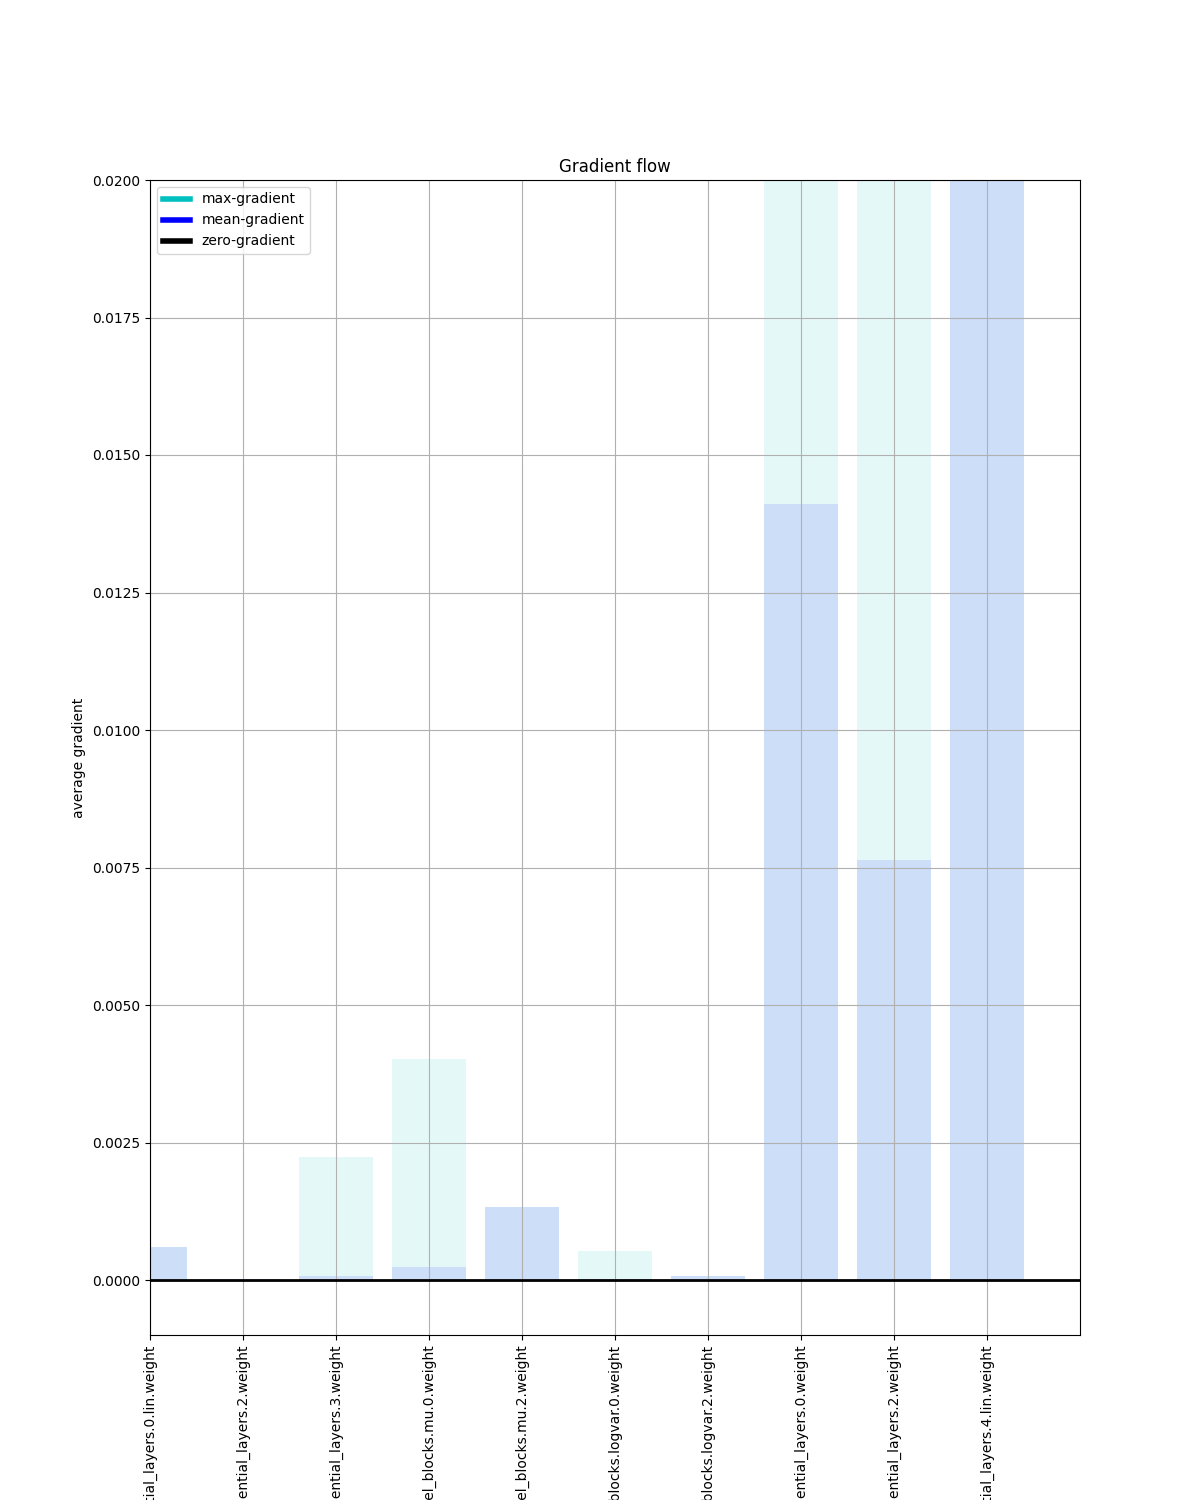 Gradient flow
max-gradient
mean-gradient
zero-gradient
0.0200
0.0175
0.0150
0.0125
0.0100
0.0075
0.0050
0.0025
0.0000
average gradient
tial_layers.0.lin.weight
ential_layers.2.weight
ential_layers.3.weight
el_blocks.mu.0.weight
el_blocks.mu.2.weight
blocks.logvar.0.weight
blocks.logvar.2.weight
ential_layers.0.weight
ential_layers.2.weight
tial_layers.4.lin.weight